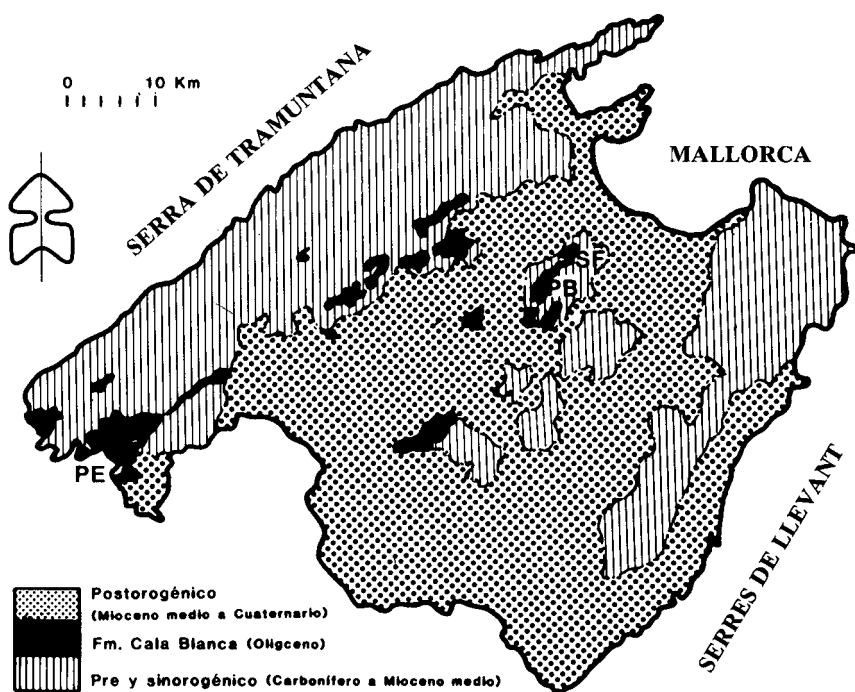 0 10 Km
SERRA DE TRAMUNTANA
MALLORCA
SF
PB
PE
SERRES DE LLEVANT
Postorogénico
(Mioceno medio a Cuaternario)
Fm. Cala Blanca (Oligceno)
Pre y sinorogénico (Carbonífero a Mioceno medio)